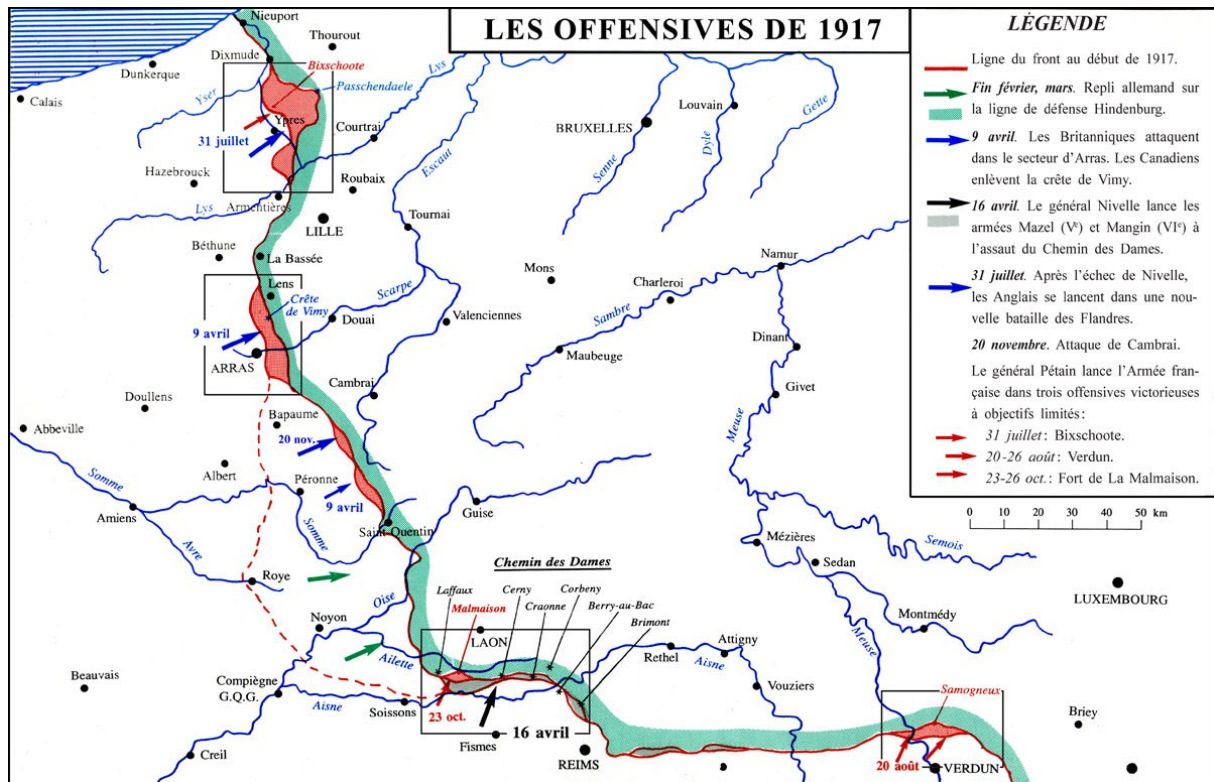 LES OFFENSIVES DE 1917
LÉGENDE
Ligne du front au début de 1917.
Fin février, mars. Repli allemand sur
la ligne de défense Hindenburg.
9 avril. Les Britanniques attaquent
dans le secteur d'Arras. Les Canadiens
enlèvent la crête de Vimy.
16 avril. Le général Nivelle lance les
armées Mazel (Ve) et Mangin (VIe) à
l'assaut du Chemin des Dames.
31 juillet. Après l'échec de Nivelle,
les Anglais se lancent dans une nou-
velle bataille des Flandres.
20 novembre. Attaque de Cambrai.
Le général Pétain lance l'Armée fran-
çaise dans trois offensives victorieuses
à objectifs limités:
31 juillet: Bixschoote.
20-26 août: Verdun.
23-26 oct.: Fort de La Malmaison.
0 10 20 30 40 50 km
Nieuport
Thourout
Dixmude
Bixschoote
Dunkerque
Lys
Passchendaele
Yser
Calais
Ypres
Courtrai
31 juillet
BRUXELLES
Louvain
Gette
Dyle
Senne
Escaut
Hazebrouck
Roubaix
Armentières
Lys
LILLE
Tournai
Béthune
La Bassée
Namur
Mons
Charleroi
Lens
Scarpe
Crête
de Vimy
Douai
Valenciennes
Sambre
9 avril
ARRAS
Maubeuge
Dinant
Givet
Cambrai
Doullens
Bapaume
Abbeville
20 nov.
Meuse
Albert
Somme
Péronne
9 avril
Guise
Amiens
Somme
Saint-Quentin
Avre
Mézières
Semois
Sedan
Roye
Chemin des Dames
LUXEMBOURG
Oise
Laffaux
Cerny
Corbeny
Malmaison
Craonne
Berry-au-Bac
Brimont
Montmédy
Noyon
LAON
Attigny
Rethel
Aisne
Meuse
Ailette
Beauvais
Compiègne
G.Q.G.
Vouziers
Samogneux
Aisne
Soissons
23 oct.
Briey
16 avril
Fismes
Creil
REIMS
20 août
VERDUN